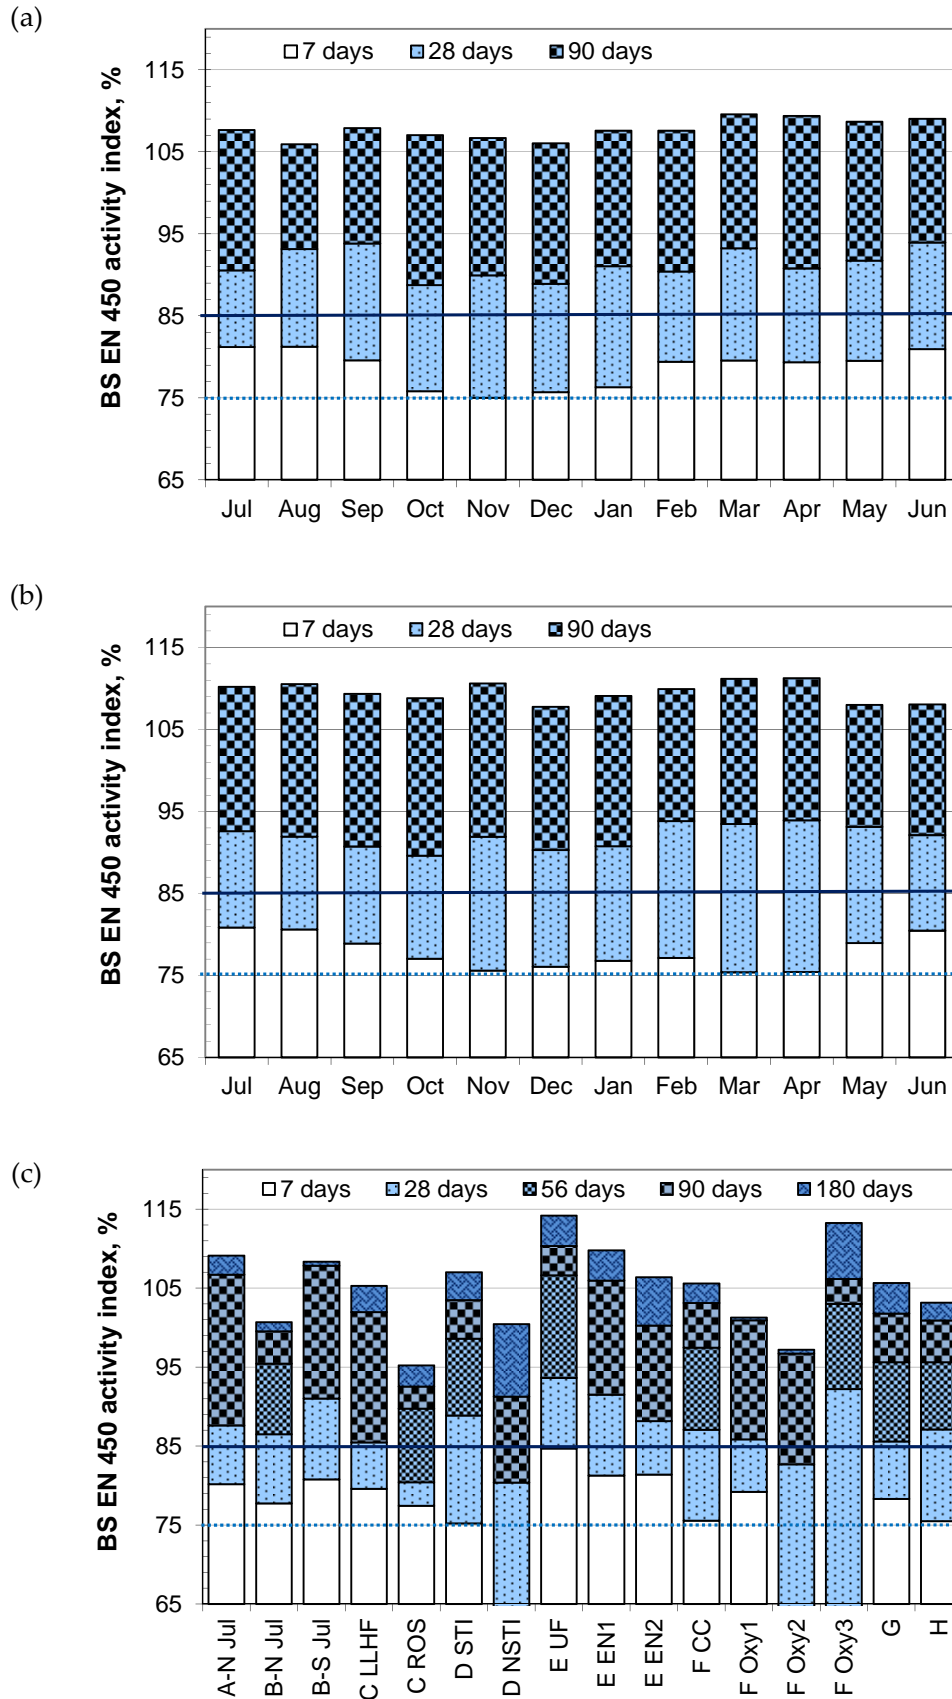 (a)
7 days 28 days 90 days
BS EN 450 activity index, %
115
105
95
85
75
65
Jul Aug Sep Oct Nov Dec Jan Feb Mar Apr May Jun
(b)
7 days 28 days 90 days
BS EN 450 activity index, %
115
105
95
85
75
65
Jul Aug Sep Oct Nov Dec Jan Feb Mar Apr May Jun
(c)
7 days 28 days 56 days 90 days 180 days
BS EN 450 activity index, %
115
105
95
85
75
65
A-N Jul
B-N Jul
B-S Jul
C LLHF
C ROS
D STI
D NSTI
E UF
E EN1
E EN2
F CC
F Oxy1
F Oxy2
F Oxy3
G
H